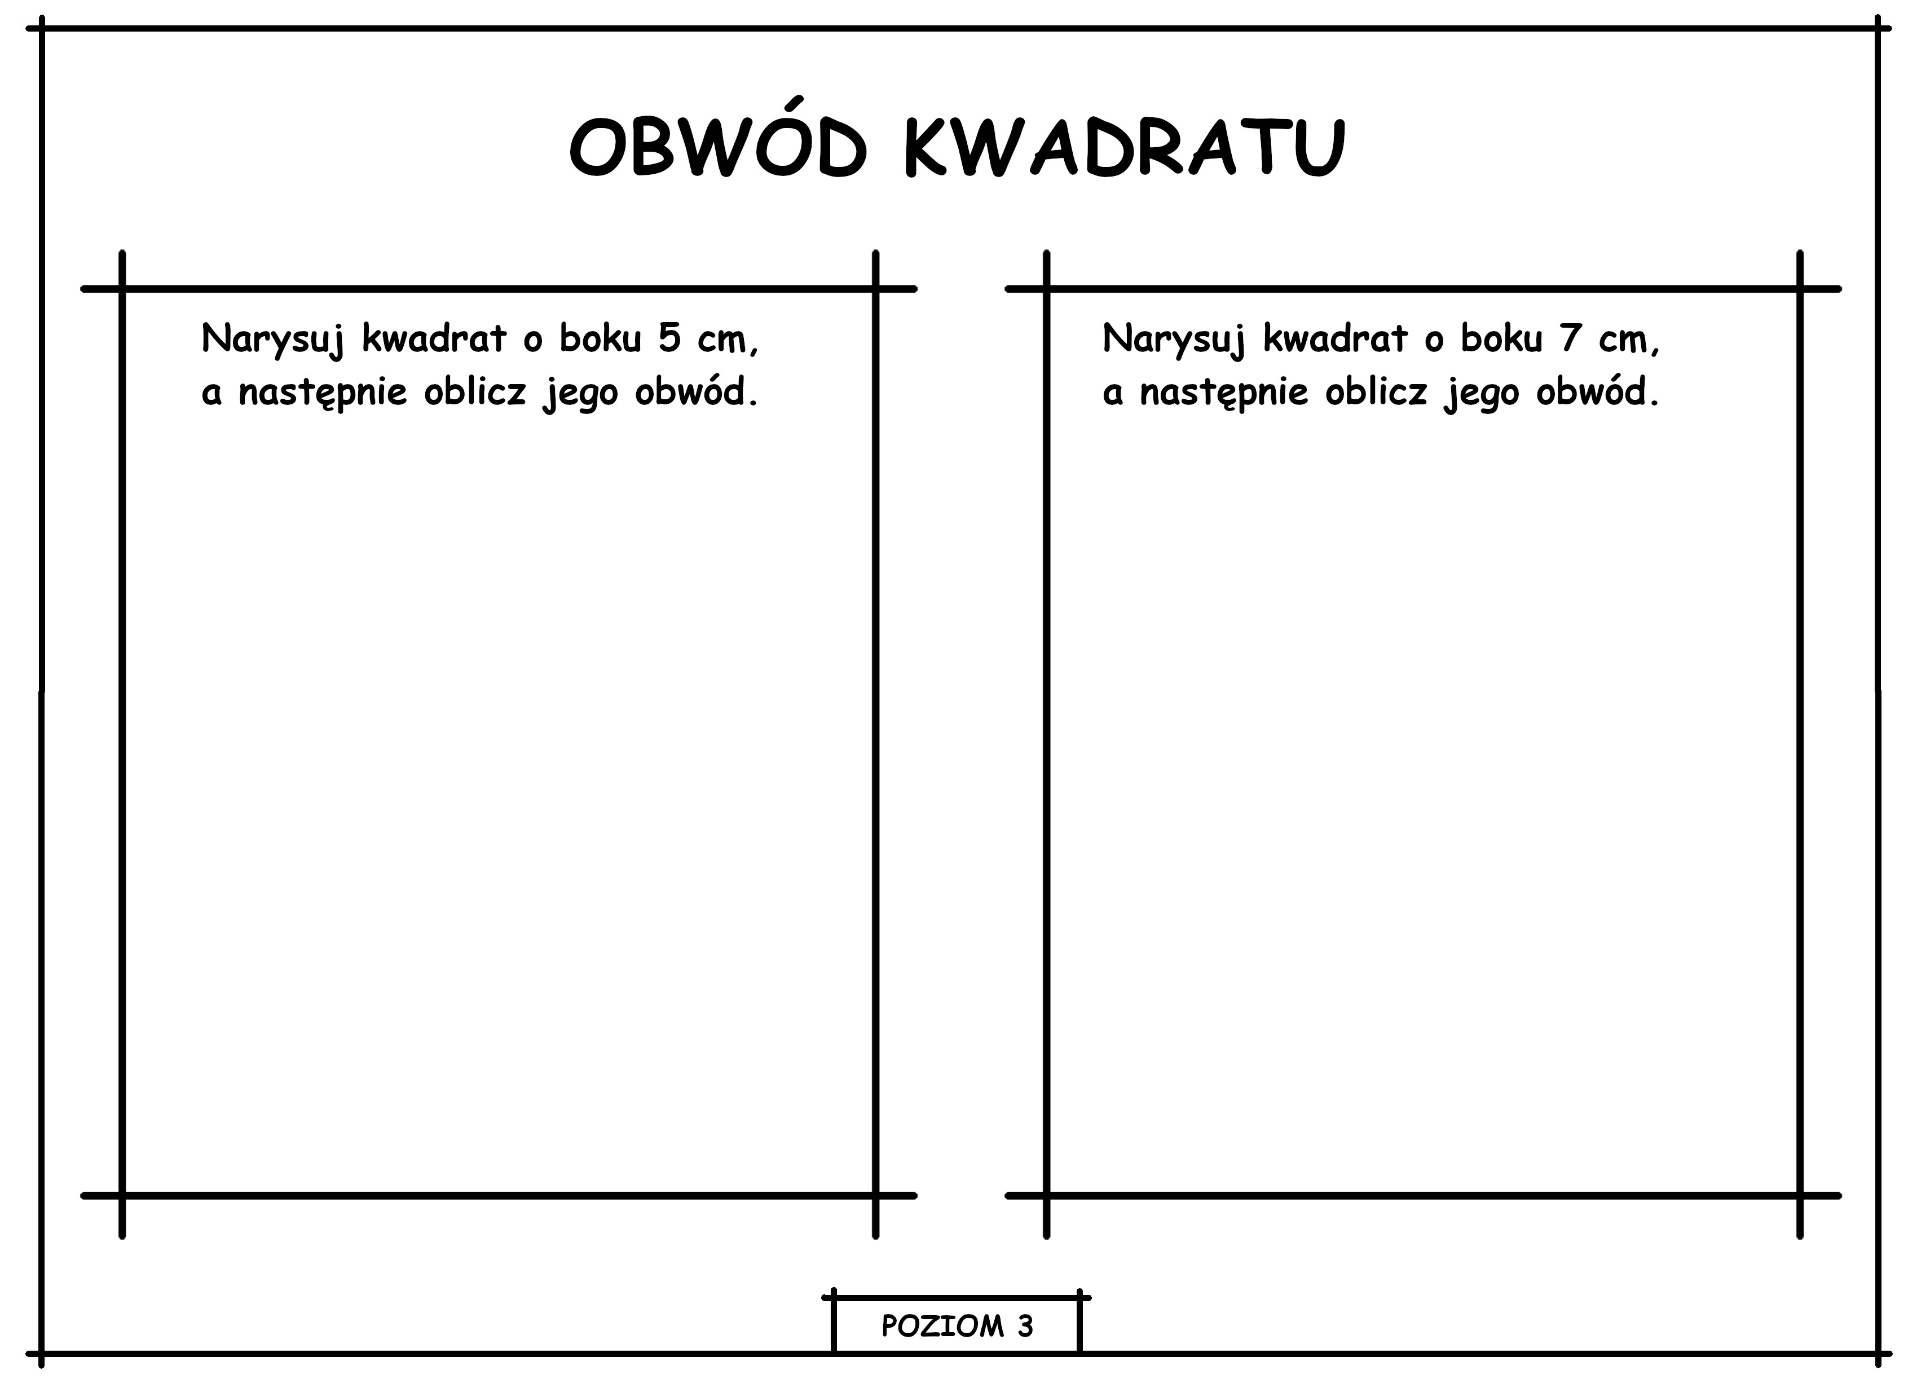 OBWÓD KWADRATU
Narysuj kwadrat o boku 5 cm,
a następnie oblicz jego obwód.
Narysuj kwadrat o boku 7 cm,
a następnie oblicz jego obwód.
POZIOM 3